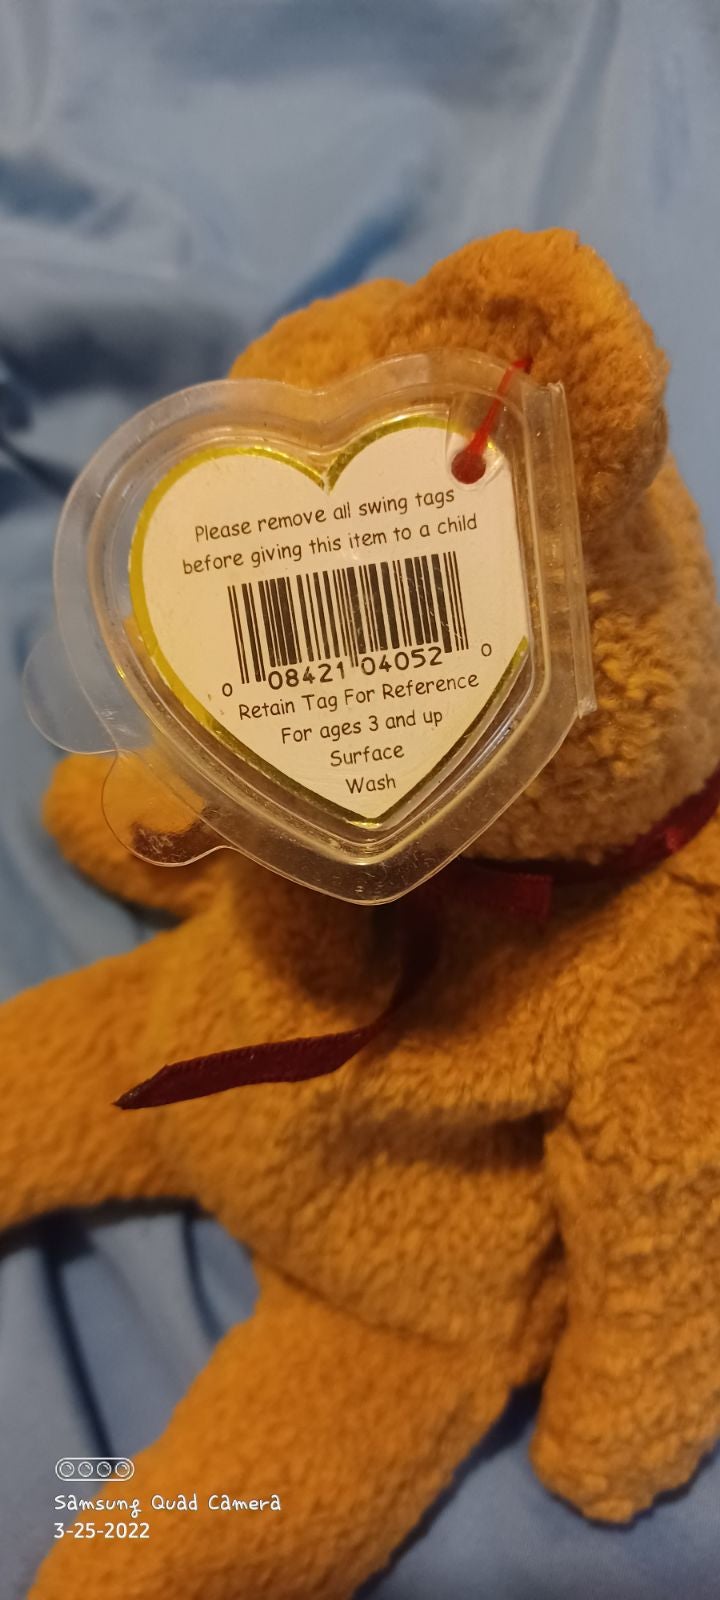 Please remove all swing tags
before giving this item to a child
0 08421 04052 0
Retain Tag For Reference
For ages 3 and up
Surface
Wash
Samsung Quad Camera
3-25-2022